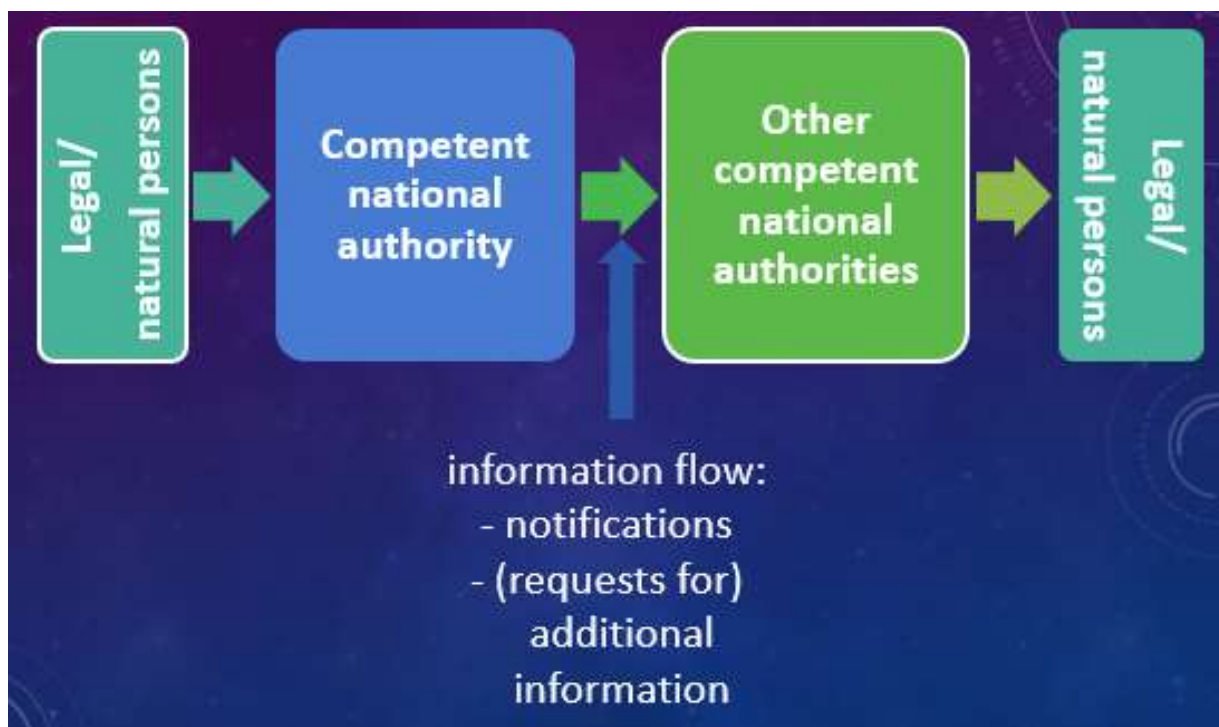 Legal/
natural persons
Competent
national
authority
Other
competent
national
authorities
Legal/
natural persons
information flow:
- notifications
- (requests for)
additional
information